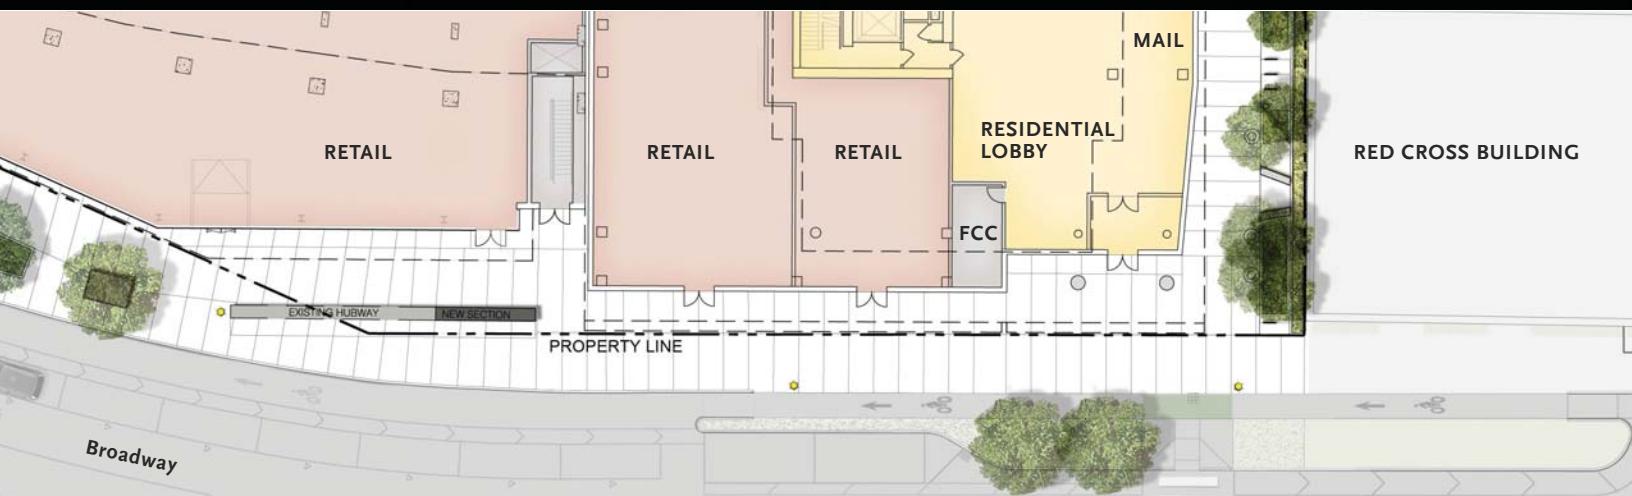 MAIL
RESIDENTIAL
LOBBY
RETAIL
RETAIL
RETAIL
RED CROSS BUILDING
FCC
EXISTING HUBWAY
NEW SECTION
PROPERTY LINE
Broadway